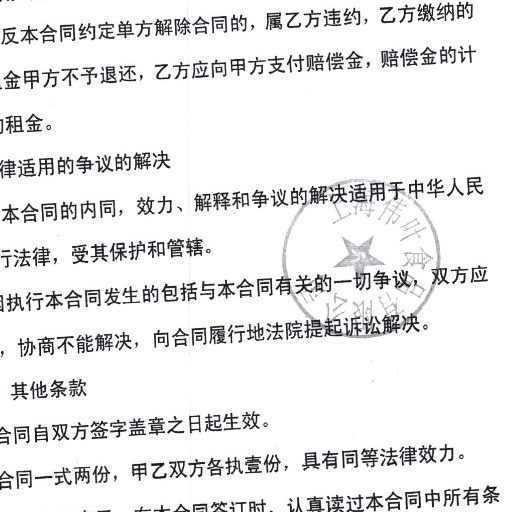 反本合同约定单方解除合同的，属乙方违约，乙方缴纳的
金甲方不予退还，乙方应向甲方支付赔偿金，赔偿金的计
租金。
律适用的争议的解决
本合同的内同，效力、解释和争议的解决适用于中华人民
行法律，受其保护和管辖。
执行本合同发生的包括与本合同有关的一切争议，双方应
，协商不能解决，向合同履行地法院提起诉讼解决。
其他条款
合同自双方签字盖章之日起生效。
合同一式两份，甲乙双方各执壹份，具有同等法律效力。
在本合同签订时，认真读过本合同中所有条
上海伟叶食品有限公司